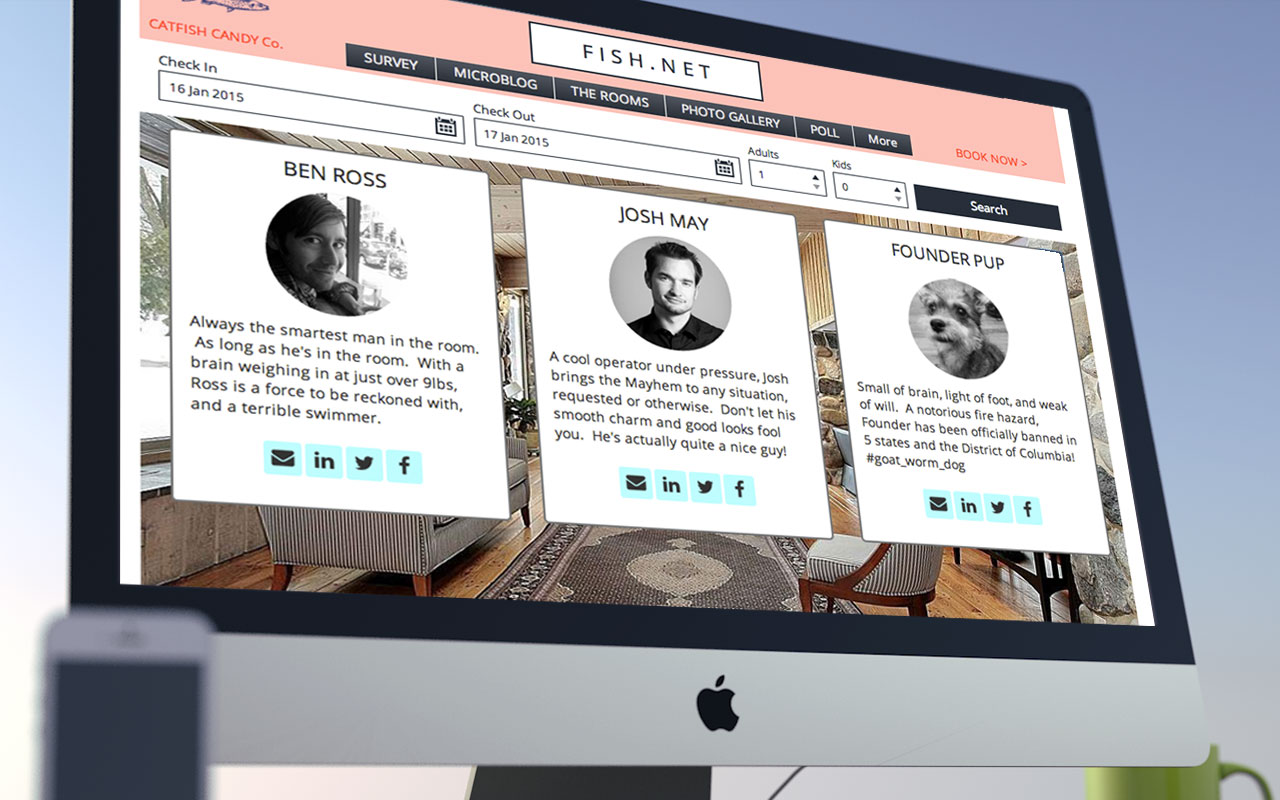 CATFISH CANDY Co.
FISH.NET
SURVEY
MICROBLOG
THE ROOMS
PHOTO GALLERY
POLL
More
BOOK NOW >
Check In
16 Jan 2015
Check Out
17 Jan 2015
Adults
1
Kids
0
Search
BEN ROSS
Always the smartest man in the room.
As long as he's in the room. With a
brain weighing in at just over 9lbs,
Ross is a force to be reckoned with,
and a terrible swimmer.
in
f
JOSH MAY
A cool operator under pressure, Josh
brings the Mayhem to any situation,
requested or otherwise. Don't let his
smooth charm and good looks fool
you. He's actually quite a nice guy!
in
f
FOUNDER PUP
Small of brain, light of foot, and weak
of will. A notorious fire hazard,
Founder has been officially banned in
5 states and the District of Columbia!
#goat_worm_dog
in
f